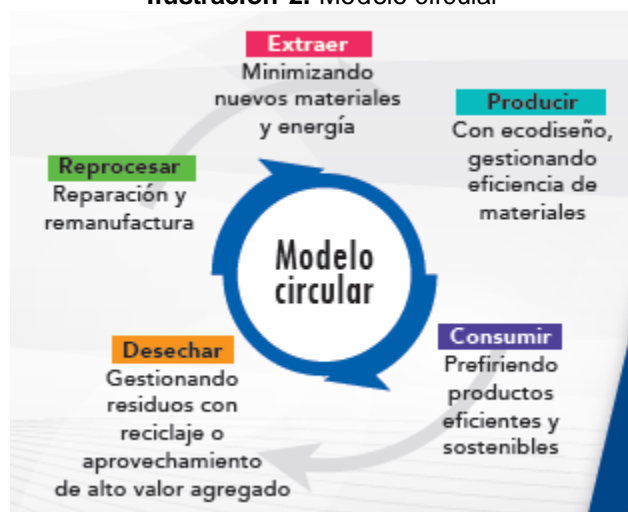 Ilustración 2. Modelo circular
Extraer
Minimizando
nuevos materiales
y energía
Producir
Con ecodiseño,
gestionando
eficiencia de
materiales
Consumir
Prefiriendo
productos
eficientes y
sostenibles
Desechar
Gestionando
residuos con
reciclaje o
aprovechamiento
de alto valor agregado
Reprocesar
Reparación y
remanufactura
Modelo
circular